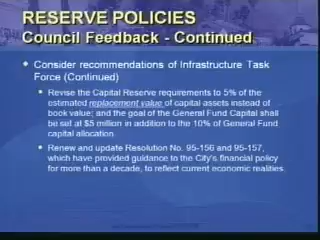 RESERVE POLICIES
Council Feedback - Continued
Consider recommendations of Infrastructure Task
Force (Continued)
Revise the Capital Reserve requirements to 5% of the
estimated replacement value of capital assets instead of
book value; and the goal of the General Fund Capital shall
be set at $5 million in addition to the 10% of General Fund
capital allocation.
Renew and update Resolution No. 95-156 and 95-157,
which have provided guidance to the City's financial policy
for more than a decade, to reflect current economic realities.